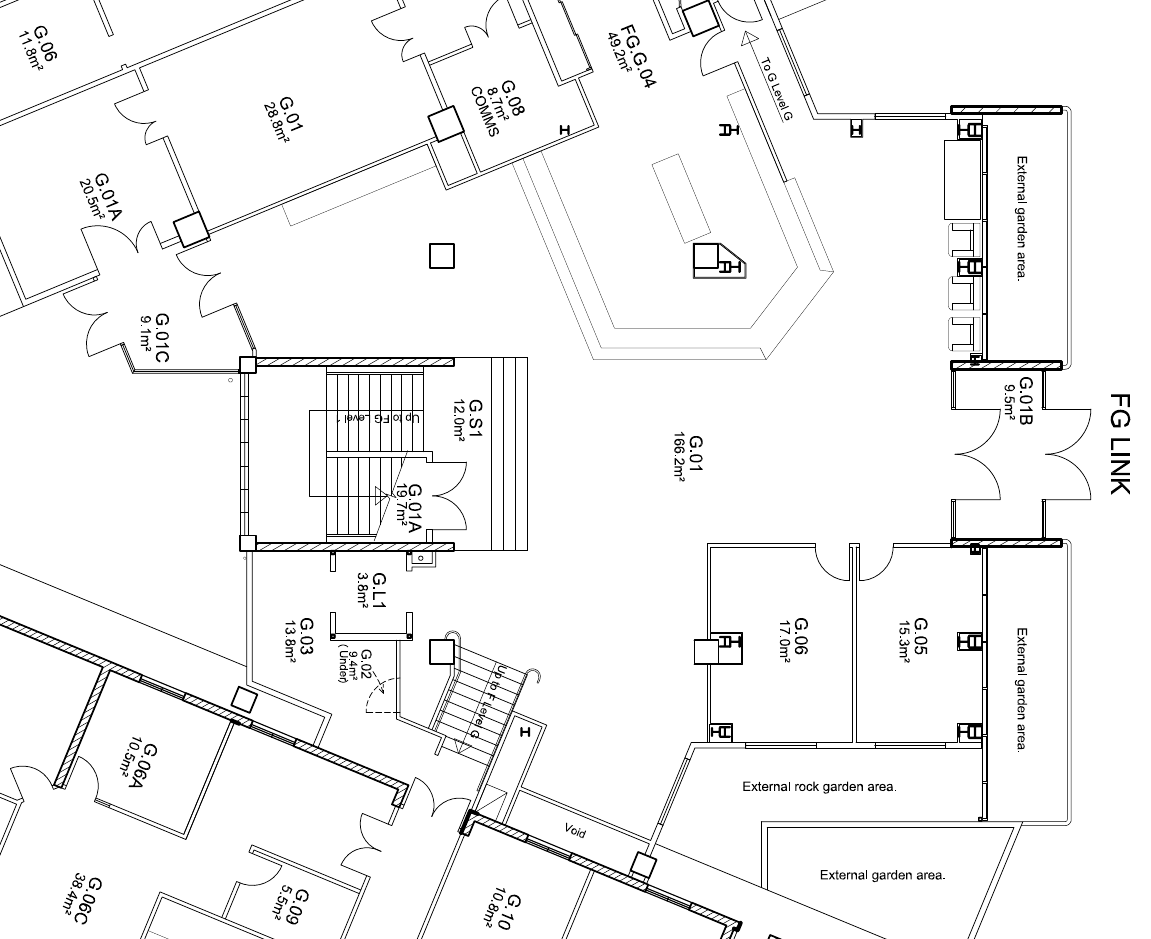 G.06
11.8m²
G.01
28.8m²
G.08
8.7m²
COMMS
FG.G.04
49.2m²
To G Level G
G.01A
20.5m²
External garden area.
G.01C
9.1m²
G.S1
12.0m²
Up to FG Level
G.01A
19.7m²
G.01
166.2m²
G.01B
9.5m²
FG LINK
G.L1
3.8m²
G.03
13.8m²
G.02
9.4m²
(Under)
Up to F Level G
G.06
17.0m²
G.05
15.3m²
External garden area.
G.06A
10.5m²
External rock garden area.
Void
External garden area.
G.06C
38.4m²
G.09
5.5m²
G.10
10.8m²